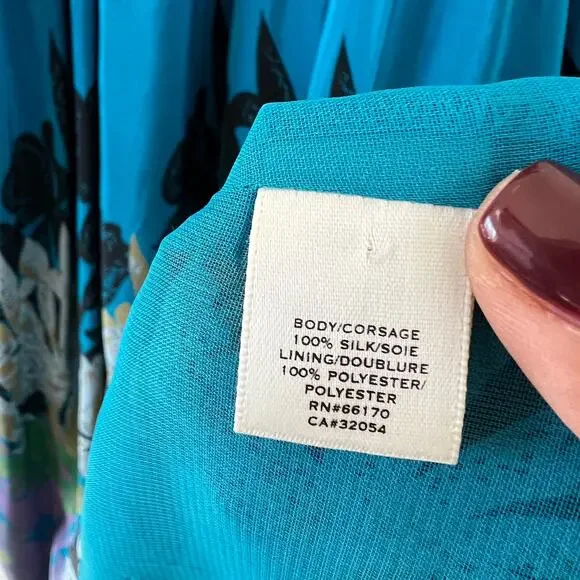 BODY/CORSAGE
100% SILK/SOIE
LINING/DOUBLURE
100% POLYESTER/
POLYESTER
RN#66170
CA#32054